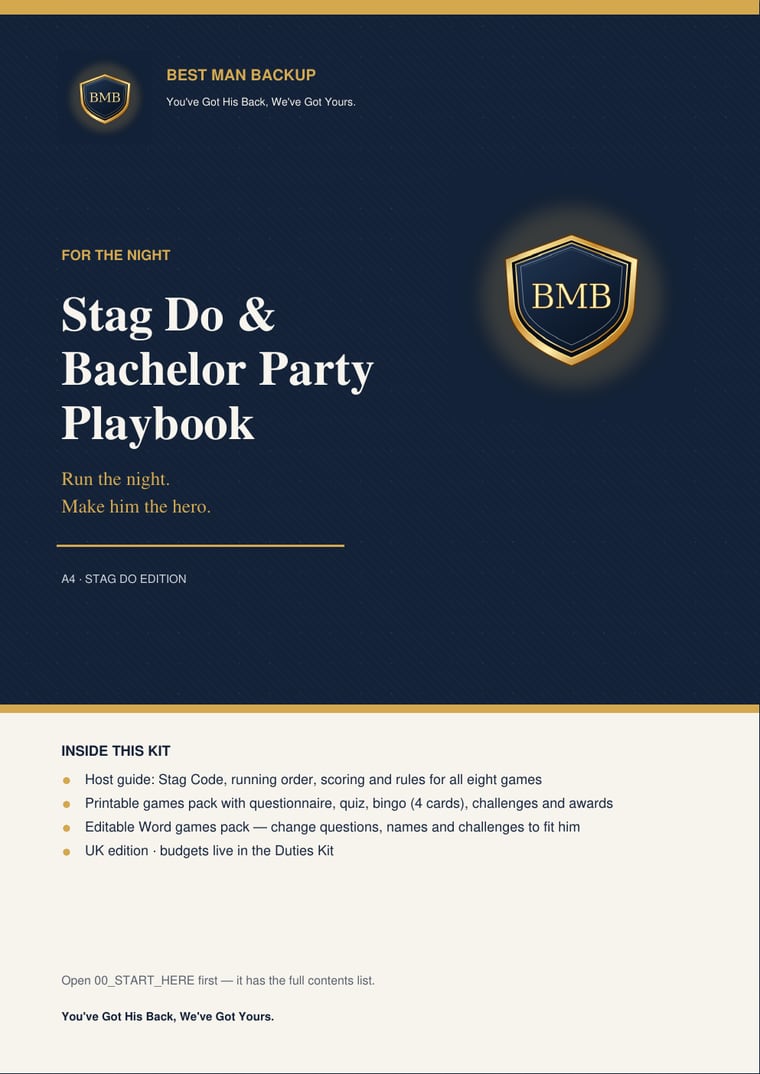 BMB
BEST MAN BACKUP
You've Got His Back, We've Got Yours.
FOR THE NIGHT
Stag Do &
Bachelor Party
Playbook
BMB
Run the night.
Make him the hero.
A4 · STAG DO EDITION
INSIDE THIS KIT
Host guide: Stag Code, running order, scoring and rules for all eight games
Printable games pack with questionnaire, quiz, bingo (4 cards), challenges and awards
Editable Word games pack — change questions, names and challenges to fit him
UK edition · budgets live in the Duties Kit
Open 00_START_HERE first — it has the full contents list.
You've Got His Back, We've Got Yours.